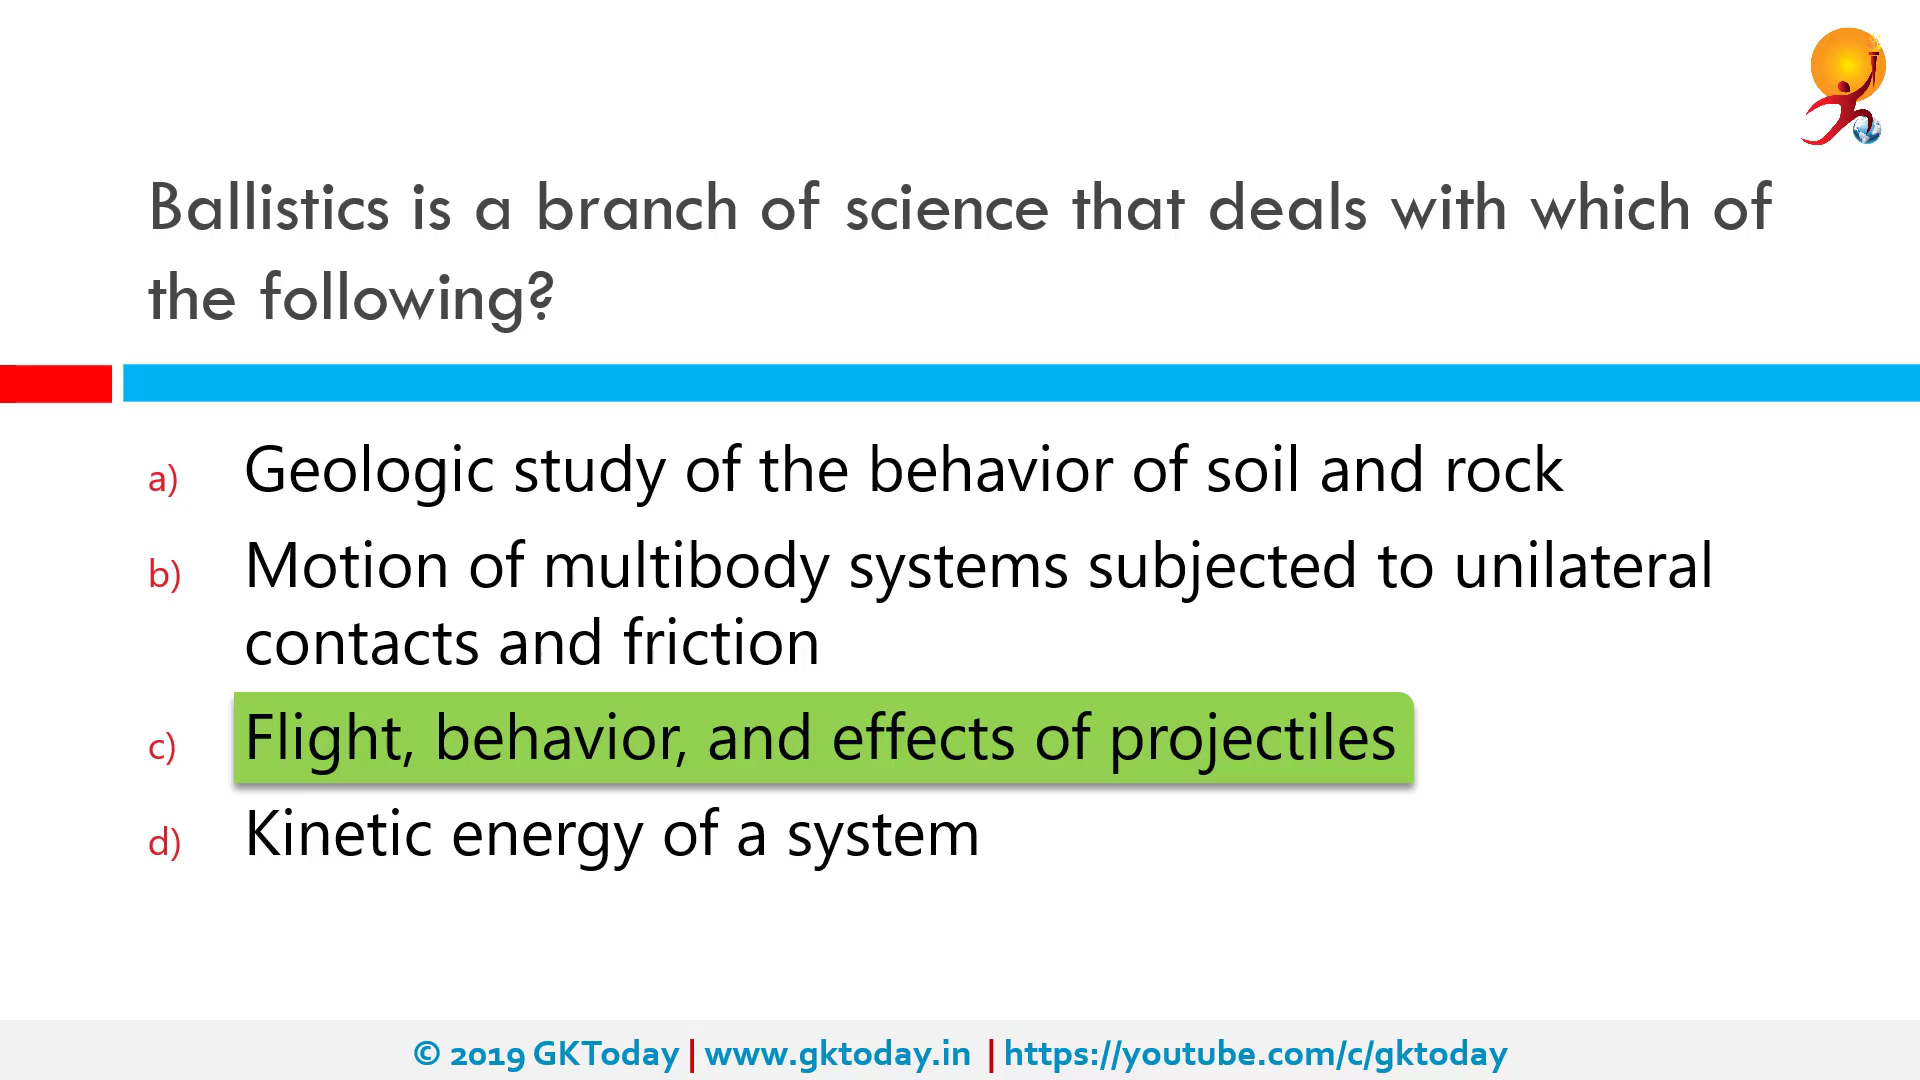 Ballistics is a branch of science that deals with which of
the following?
a) Geologic study of the behavior of soil and rock
b) Motion of multibody systems subjected to unilateral
contacts and friction
c) Flight, behavior, and effects of projectiles
d) Kinetic energy of a system
© 2019 GKToday | www.gktoday.in | https://youtube.com/c/gktoday